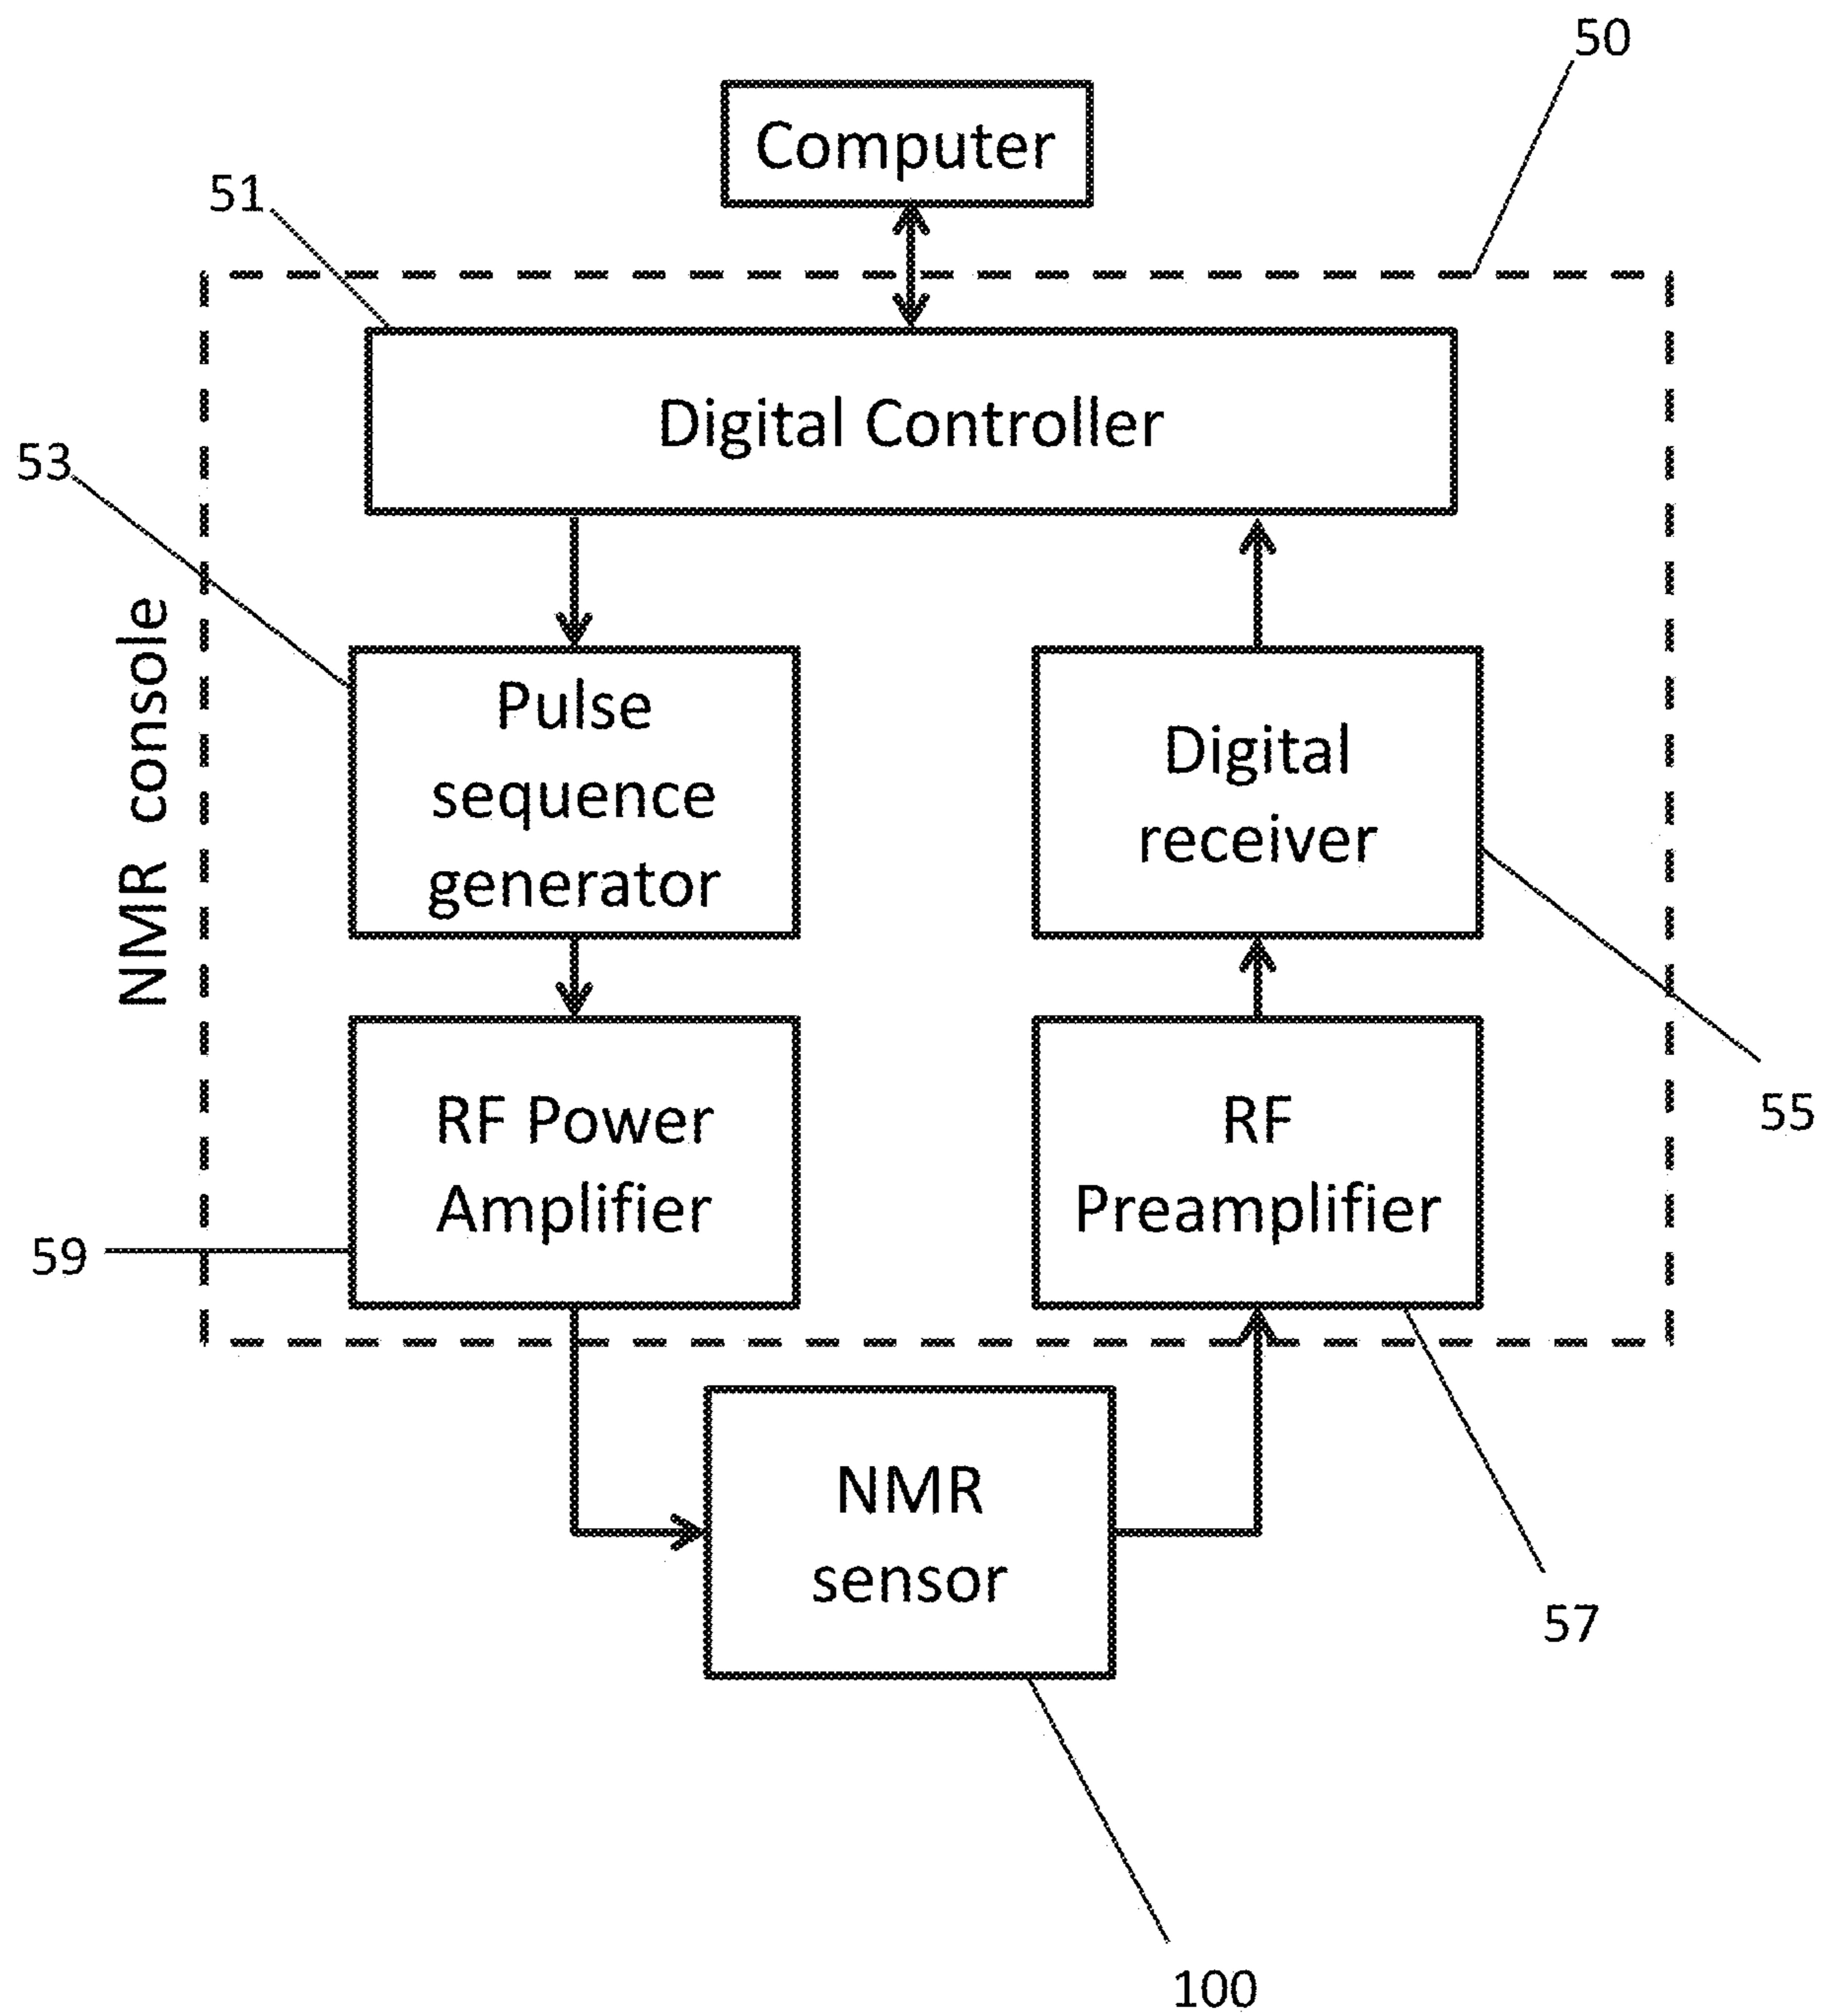 50
Computer
51
Digital Controller
53
NMR console
Pulse
sequence
generator
Digital
receiver
RF Power
Amplifier
RF
Preamplifier
55
59
NMR
sensor
57
100